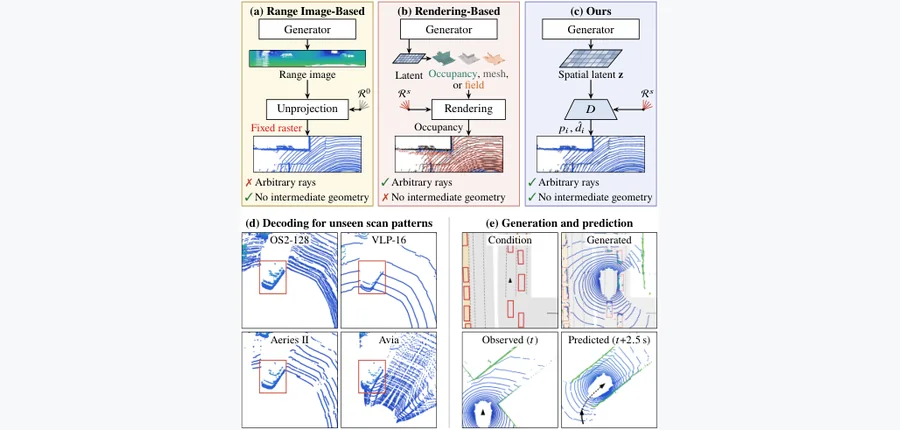 (a) Range Image-Based
Generator
Range image
Unprojection
R⁰
Fixed raster
✗ Arbitrary rays
✓ No intermediate geometry
(b) Rendering-Based
Generator
Latent
Occupancy, mesh,
or field
Rˢ
Rendering
Occupancy
✓ Arbitrary rays
✗ No intermediate geometry
(c) Ours
Generator
Spatial latent z
D
Rˢ
pᵢ, d̂ᵢ
✓ Arbitrary rays
✓ No intermediate geometry
(d) Decoding for unseen scan patterns
OS2-128
VLP-16
Aeries II
Avia
(e) Generation and prediction
Condition
Generated
Observed (t)
Predicted (t+2.5 s)